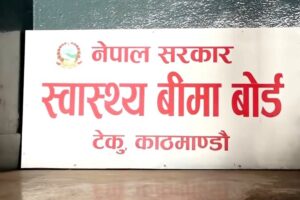 नेपाल सरकार
स्वास्थ्य बीमा बोर्ड
टेकु, काठमाण्डौ